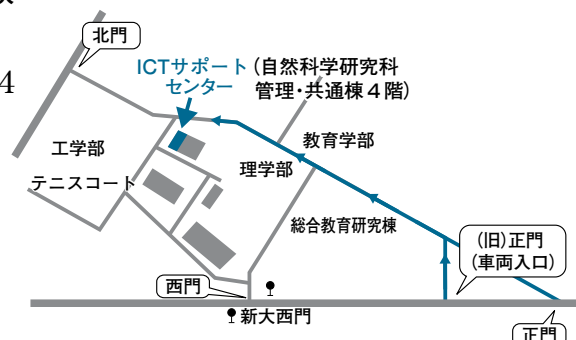 北門
4
ICTサポート
センター
(自然科学研究科
管理・共通棟4階)
工学部
教育学部
理学部
テニスコート
総合教育研究棟
(旧)正門
(車両入口)
西門
新大西門
正門